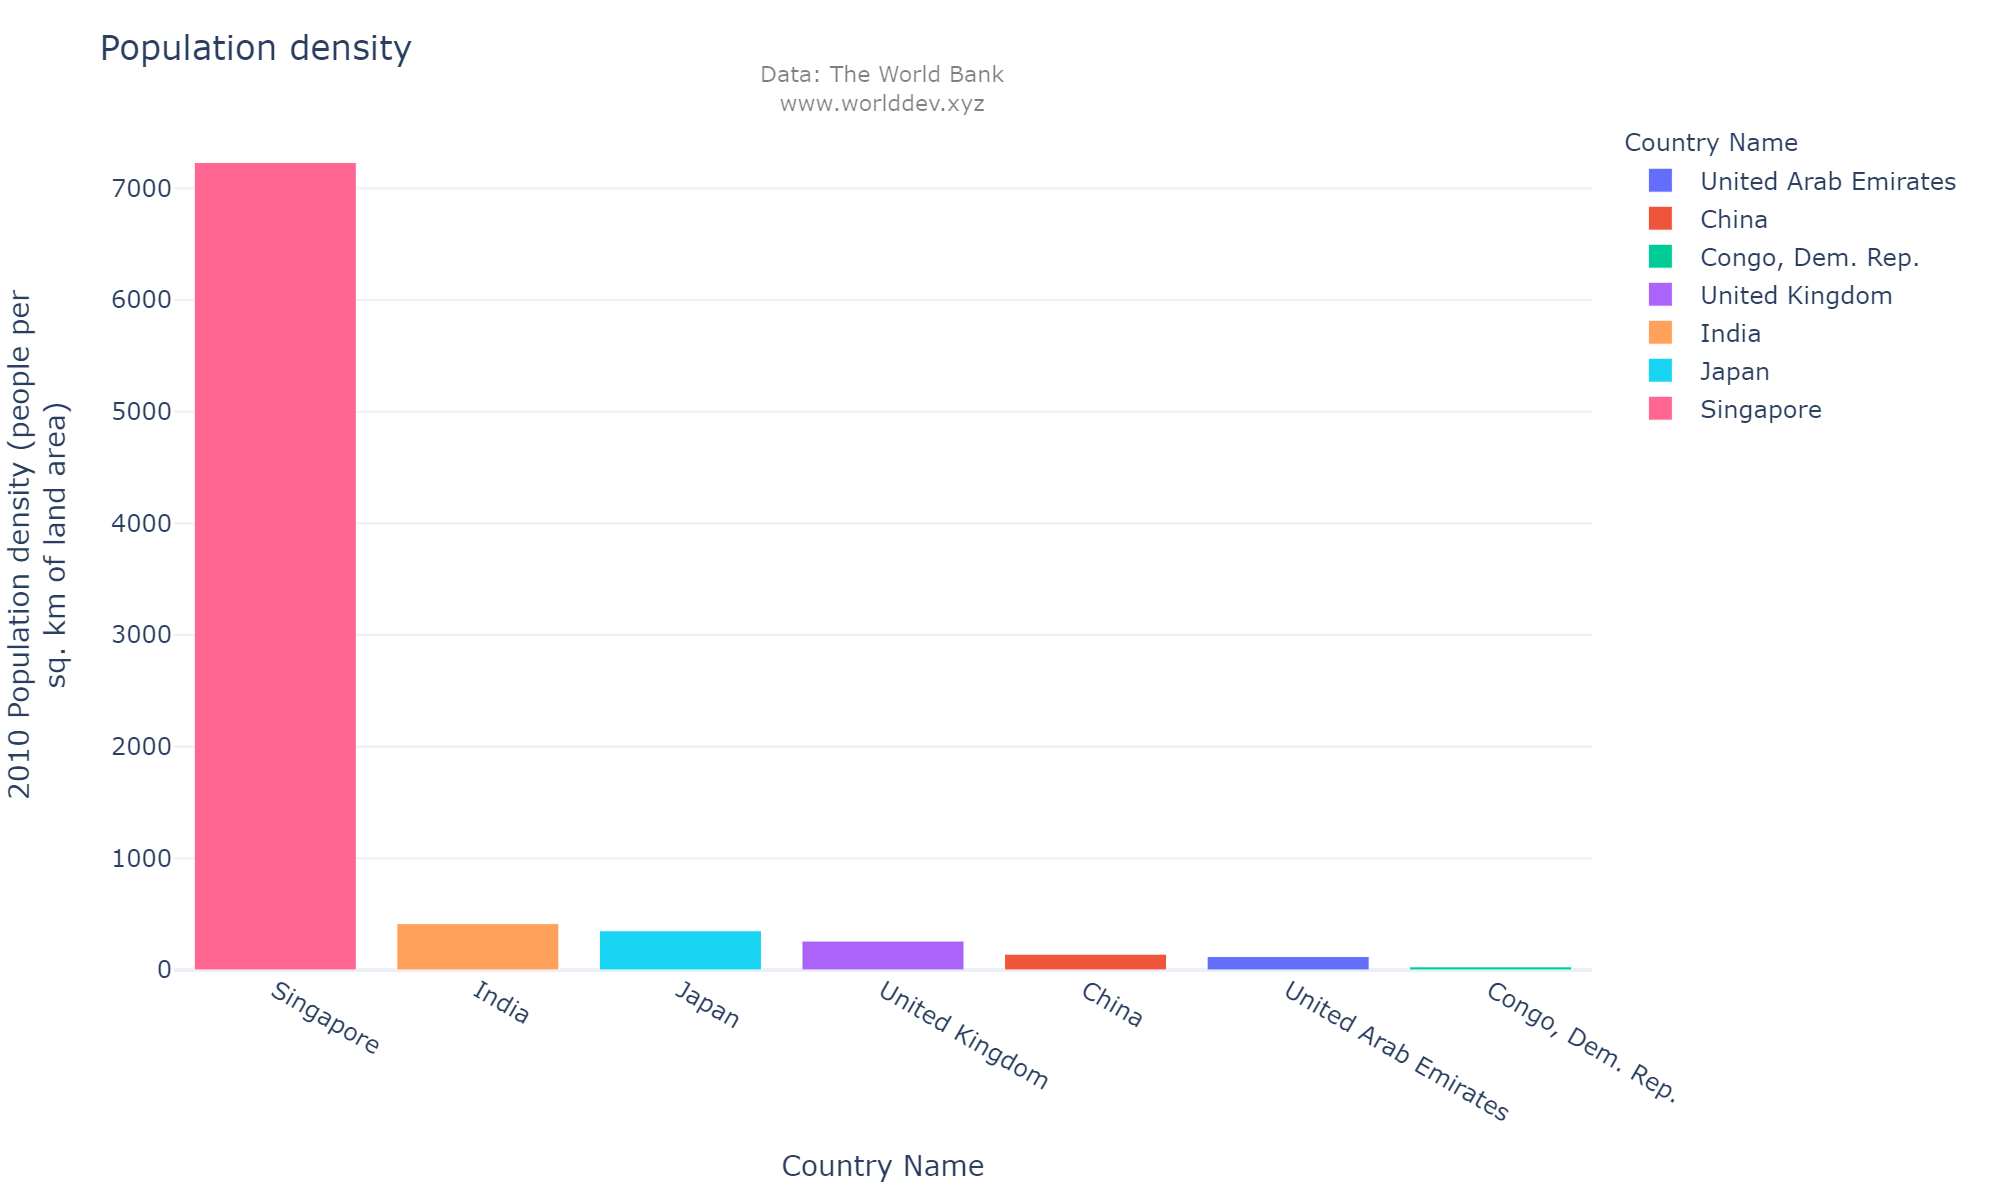 Population density
Data: The World Bank
www.worlddev.xyz
2010 Population density (people per
sq. km of land area)
7000
6000
5000
4000
3000
2000
1000
0
Singapore
India
Japan
United Kingdom
China
United Arab Emirates
Congo, Dem. Rep.
Country Name
Country Name
United Arab Emirates
China
Congo, Dem. Rep.
United Kingdom
India
Japan
Singapore